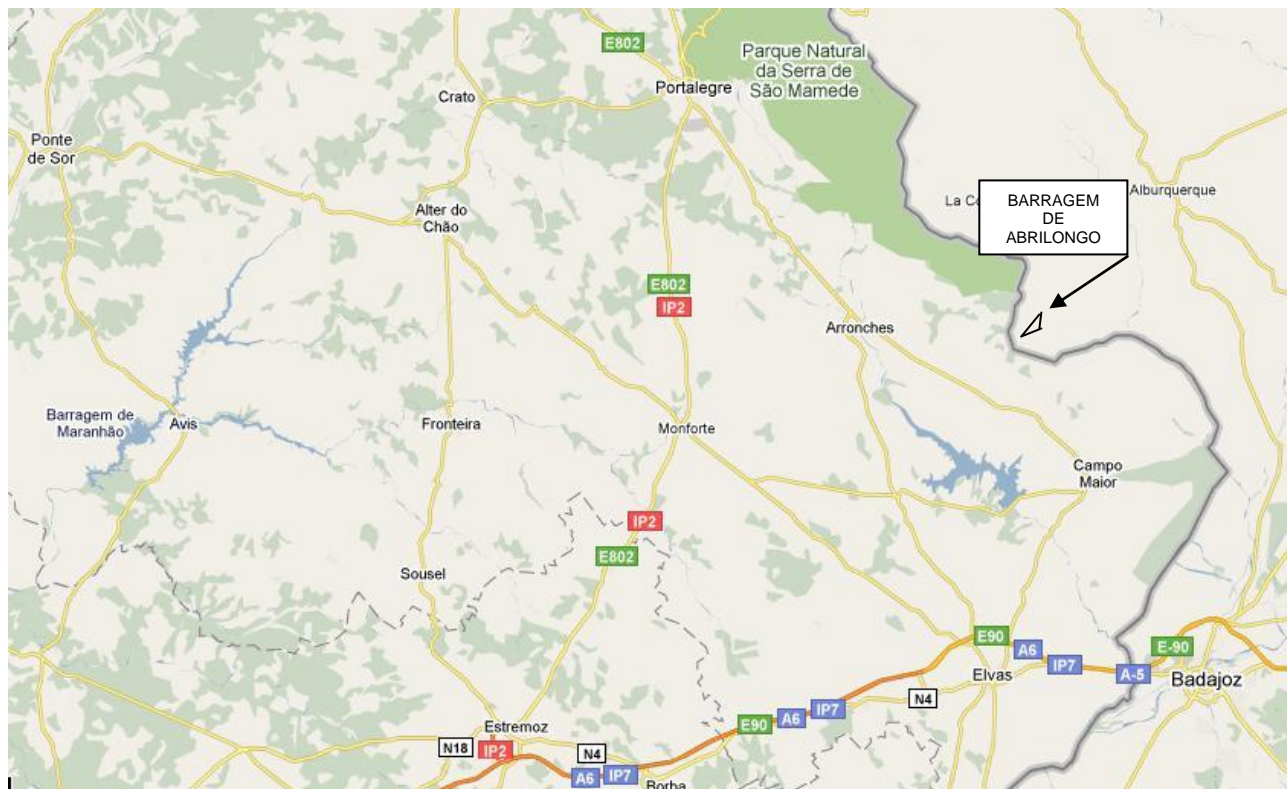 E802
Parque Natural
da Serra de
São Mamede
Portalegre
Crato
Ponte
de Sor
Alter do
Chão
La Co
BARRAGEM
DE
ABRILONGO
Alburquerque
E802
IP2
Arronches
Barragem de
Maranhão
Avis
Fronteira
Monforte
Campo
Maior
IP2
E802
Sousel
E90
A6
IP7
A-5
E-90
Elvas
Badajoz
N4
Estremoz
E90
A6
IP7
N18
IP2
N4
A6
IP7
Borba